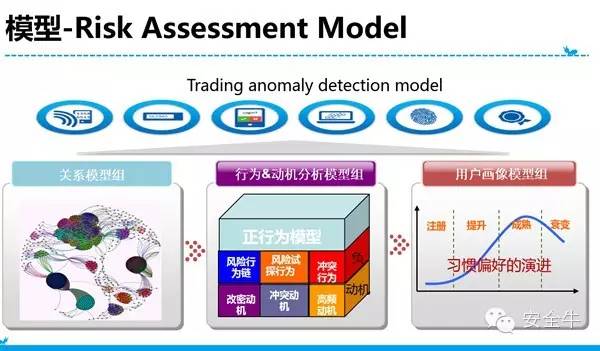 模型-Risk Assessment Model
Trading anomaly detection model
关系模型组
行为&动机分析模型组
用户画像模型组
正行为模型
负
动机
风险行为链
风险试探行为
冲突行为
改密动机
冲突动机
高频动机
注册
提升
成熟
衰变
习惯偏好的演进
安全牛